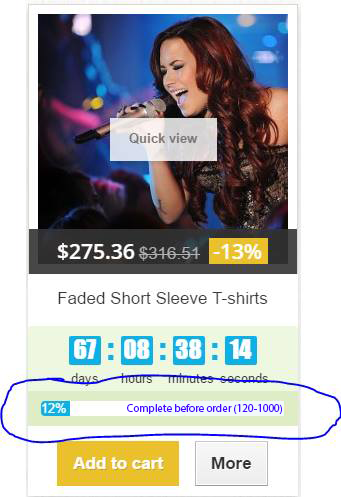 Quick view
$275.36 $316.51 -13%
Faded Short Sleeve T-shirts
67 : 08 : 38 : 14
days hours minutes seconds
12% Complete before order (120-1000)
Add to cart More